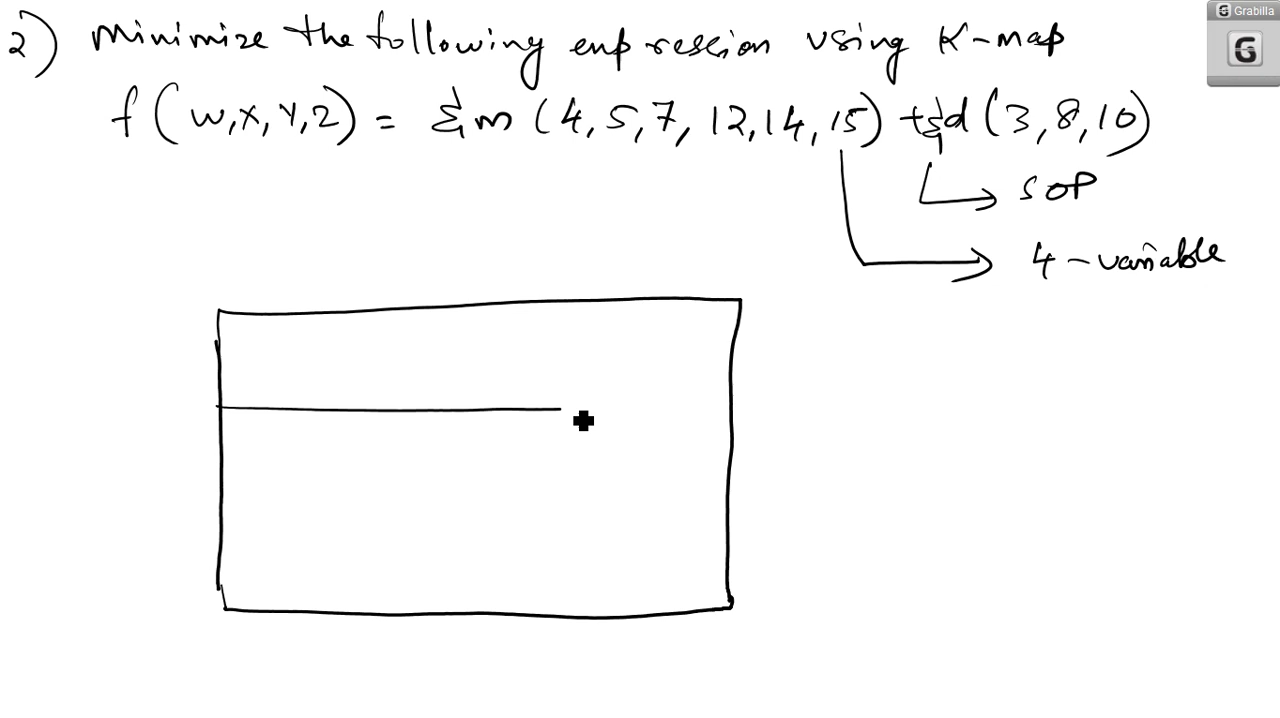 2) Minimize the following expression using K-map
f(w,x,y,z) = Σm(4,5,7,12,14,15) + Σd(3,8,10)
SOP
4-variable
Grabilla
G